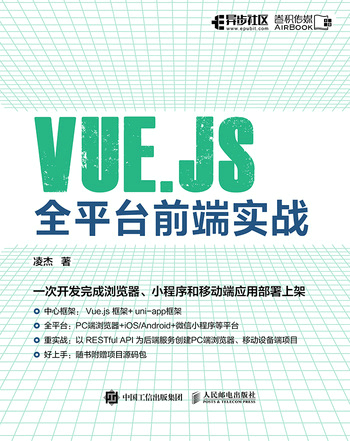 异步社区
www.epubit.com
岩积传媒
AIRBOOK
VUE.JS
全平台前端实战
凌杰 著
一次开发完成浏览器、小程序和移动端应用部署上架
中心框架：Vue.js 框架+ uni-app框架
全平台：PC端浏览器+iOS/Android+微信小程序等平台
重实战：以 RESTful API 为后端服务创建PC端浏览器、移动设备端项目
好上手：随书附赠项目源码包
中国工信出版集团
人民邮电出版社
POSTS & TELECOM PRESS